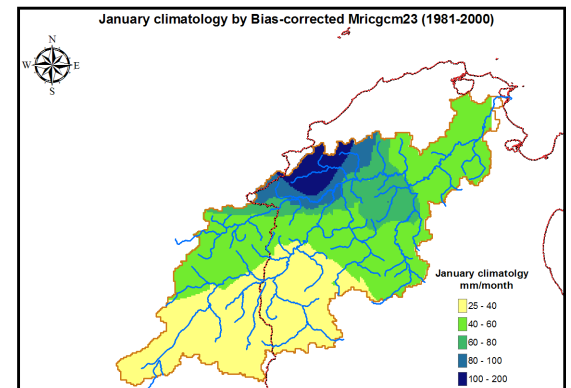 January climatology by Bias-corrected Mricgcm23 (1981-2000)
N
W E
S
January climatolgy
mm/month
25 - 40
40 - 60
60 - 80
80 - 100
100 - 200